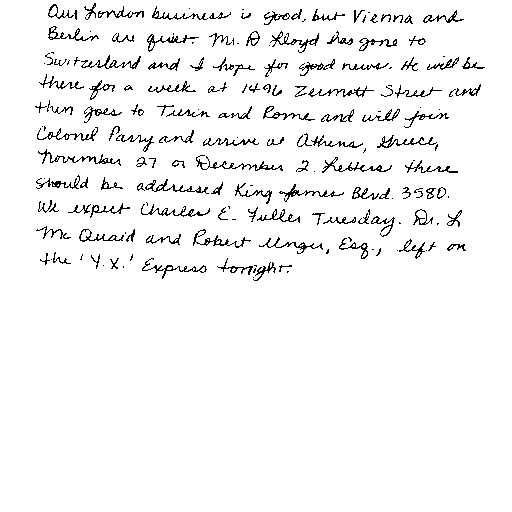 Our London business is good, but Vienna and
Berlin are quiet. Mr. D Lloyd has gone to
Switzerland and I hope for good news. He will be
there for a week at 1496 Zermott Street and
then goes to Turin and Rome and will join
Colonel Parry and arrive at Athens, Greece,
November 27 or December 2. Letters there
should be addressed King James Blvd. 3580.
We expect Charles E. Fuller Tuesday. Dr. L
Mc Quaid and Robert Unger, Esq., left on
the 'Y.X.' Express tonight.